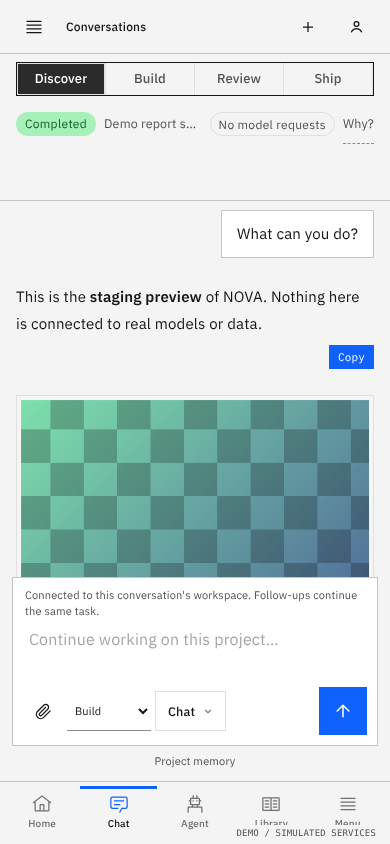 Conversations
Discover Build Review Ship
Completed Demo report s... No model requests Why?
What can you do?
This is the staging preview of NOVA. Nothing here
is connected to real models or data.
Copy
Connected to this conversation's workspace. Follow-ups continue
the same task.
Continue working on this project...
Build Chat
Project memory
Home Chat Agent Library Menu
DEMO / SIMULATED SERVICES